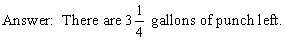 Answer: There are 3 1/4 gallons of punch left.